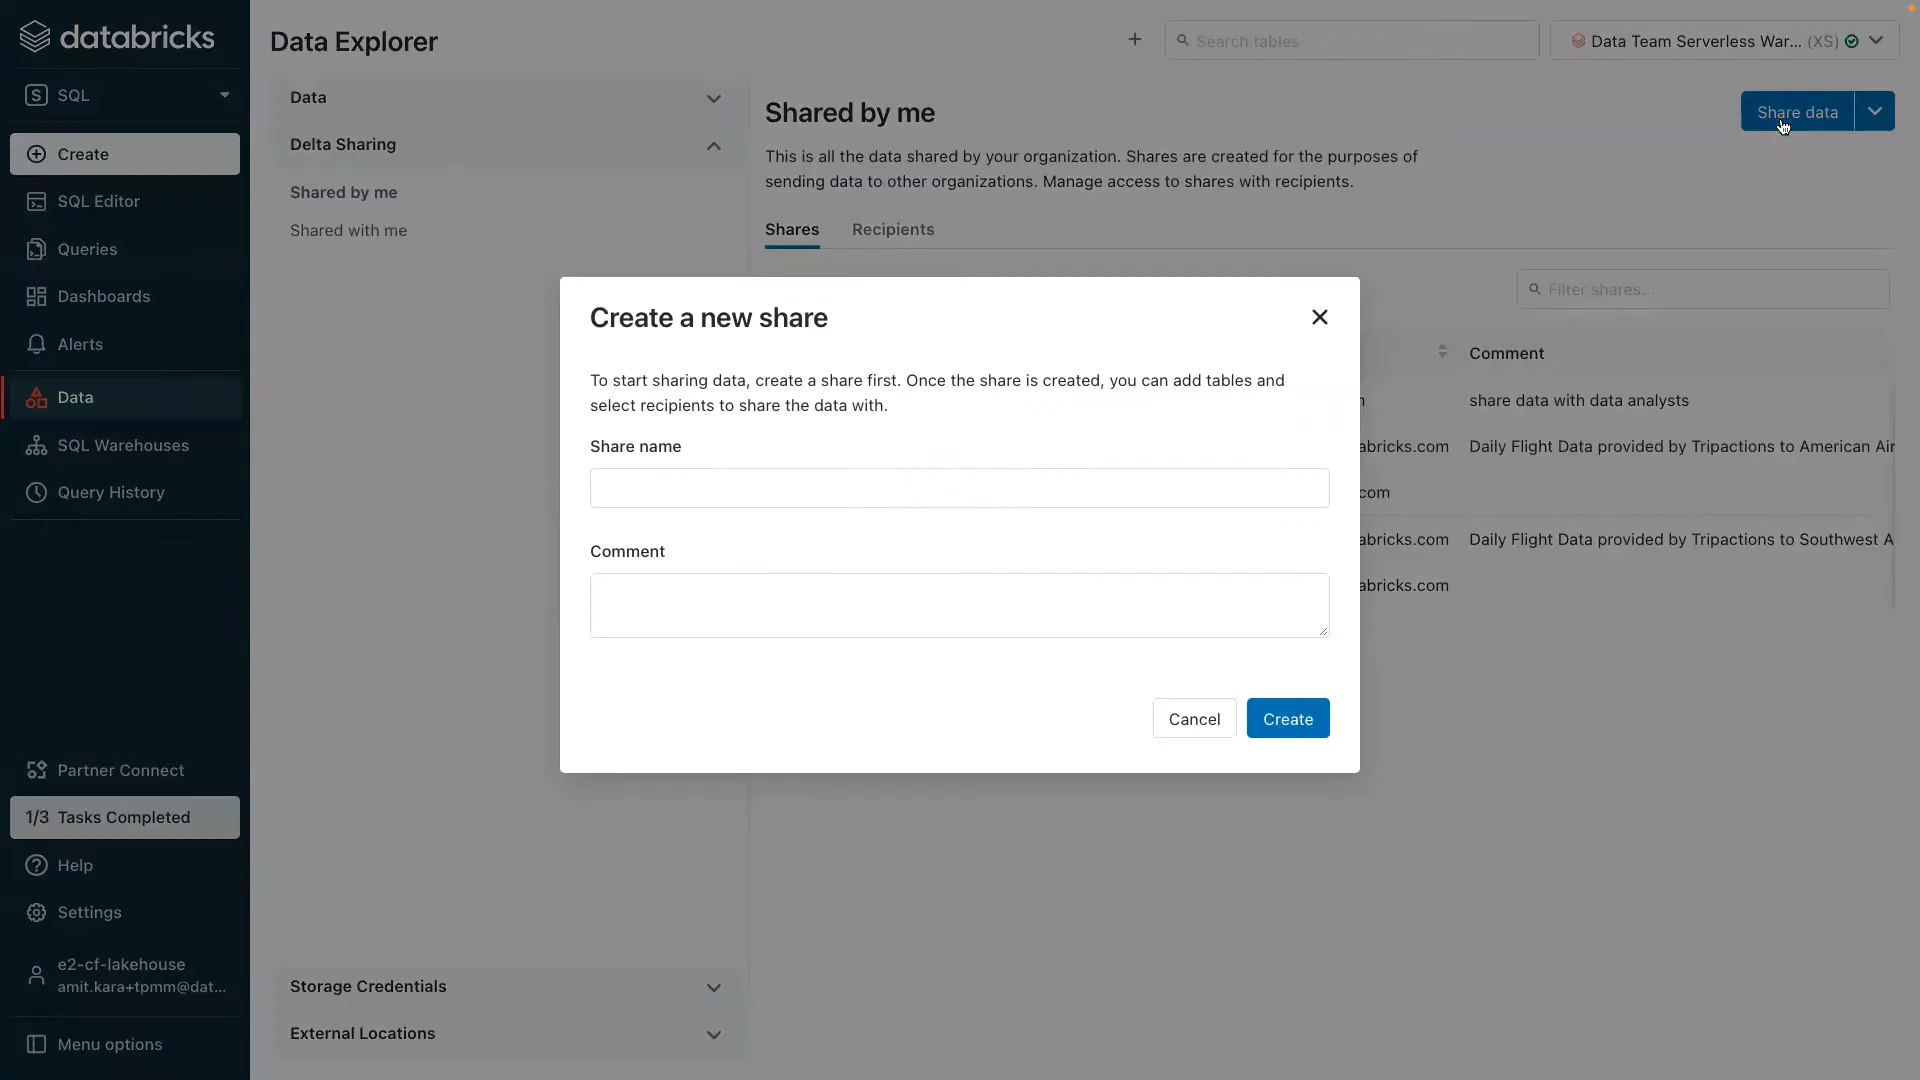 databricks
SQL
Create
SQL Editor
Queries
Dashboards
Alerts
Data
SQL Warehouses
Query History
Partner Connect
1/3 Tasks Completed
Help
Settings
e2-cf-lakehouse
amit.kara+tpmm@dat...
Menu options
Data Explorer
+
Search tables
Data Team Serverless War... (XS)
Data
Delta Sharing
Shared by me
Shared with me
Storage Credentials
External Locations
Shared by me
Share data
This is all the data shared by your organization. Shares are created for the purposes of
sending data to other organizations. Manage access to shares with recipients.
Shares
Recipients
Filter shares...
Comment
share data with data analysts
abricks.com Daily Flight Data provided by Tripactions to American Air
com
abricks.com Daily Flight Data provided by Tripactions to Southwest A
abricks.com
Create a new share
To start sharing data, create a share first. Once the share is created, you can add tables and
select recipients to share the data with.
Share name
Comment
Cancel
Create